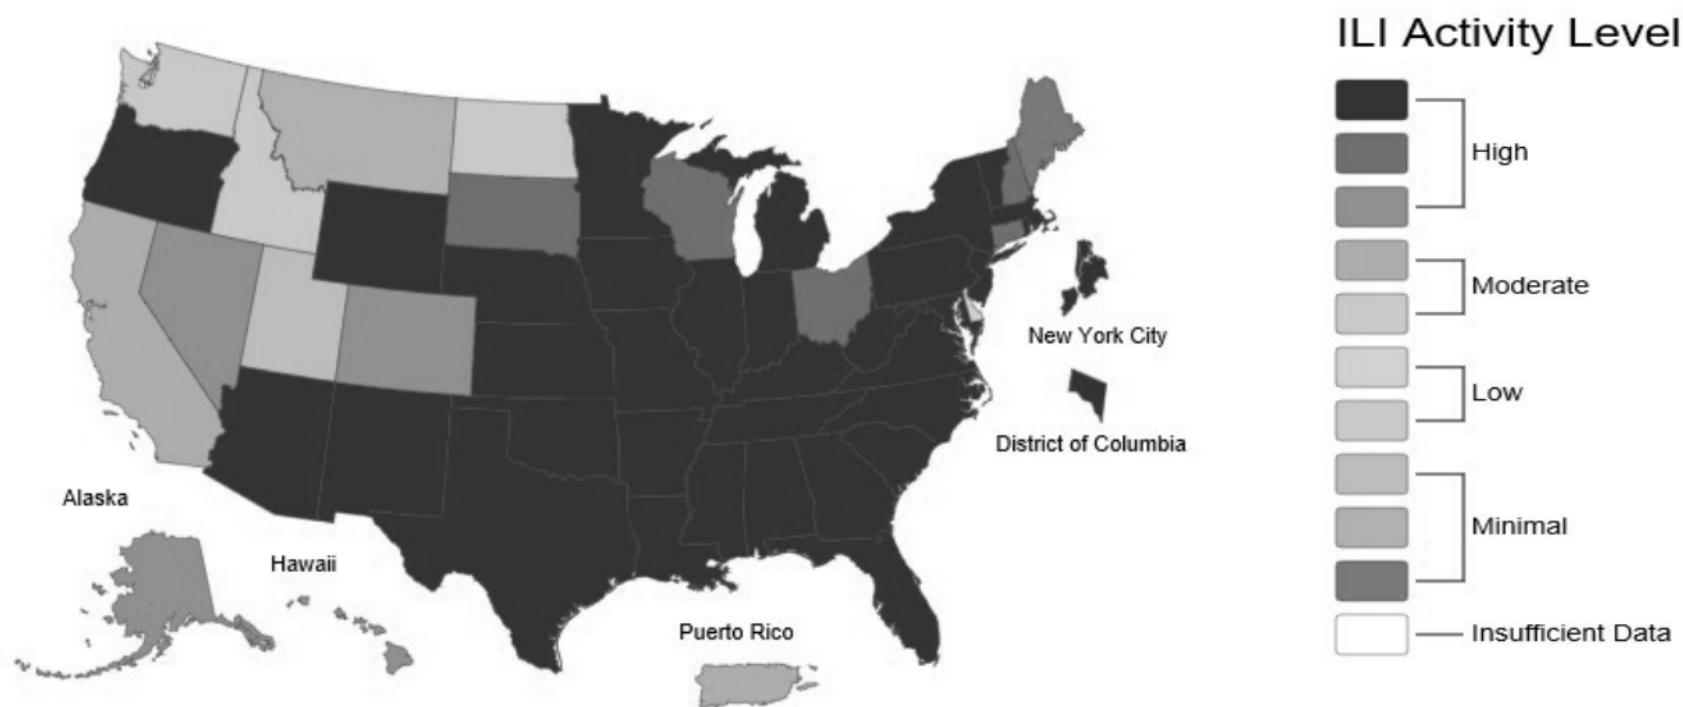 ILI Activity Level
High
Moderate
Low
Minimal
Insufficient Data
New York City
District of Columbia
Alaska
Hawaii
Puerto Rico